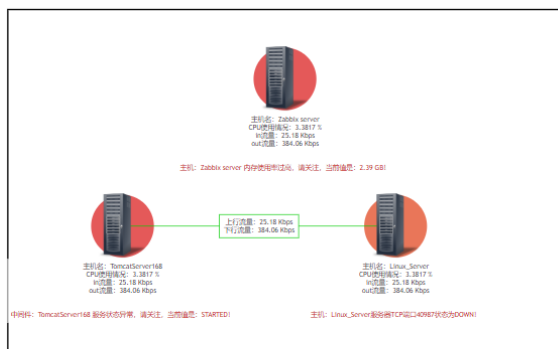 主机名: Zabbix server
CPU使用情况: 3.3817 %
In流量: 25.18 Kbps
out流量: 384.06 Kbps
主机: Zabbix server 内存使用率过高, 请关注, 当前值是: 2.39 GB!
上行流量: 25.18 Kbps
下行流量: 384.06 Kbps
主机名: TomcatServer168
CPU使用情况: 3.3817 %
In流量: 25.18 Kbps
out流量: 384.06 Kbps
中间件: TomcatServer168 服务状态异常, 请关注, 当前值是: STARTED!
主机名: Linux_Server
CPU使用情况: 3.3817 %
In流量: 25.18 Kbps
out流量: 384.06 Kbps
主机: Linux_Server服务器TCP端口40987状态为DOWN!